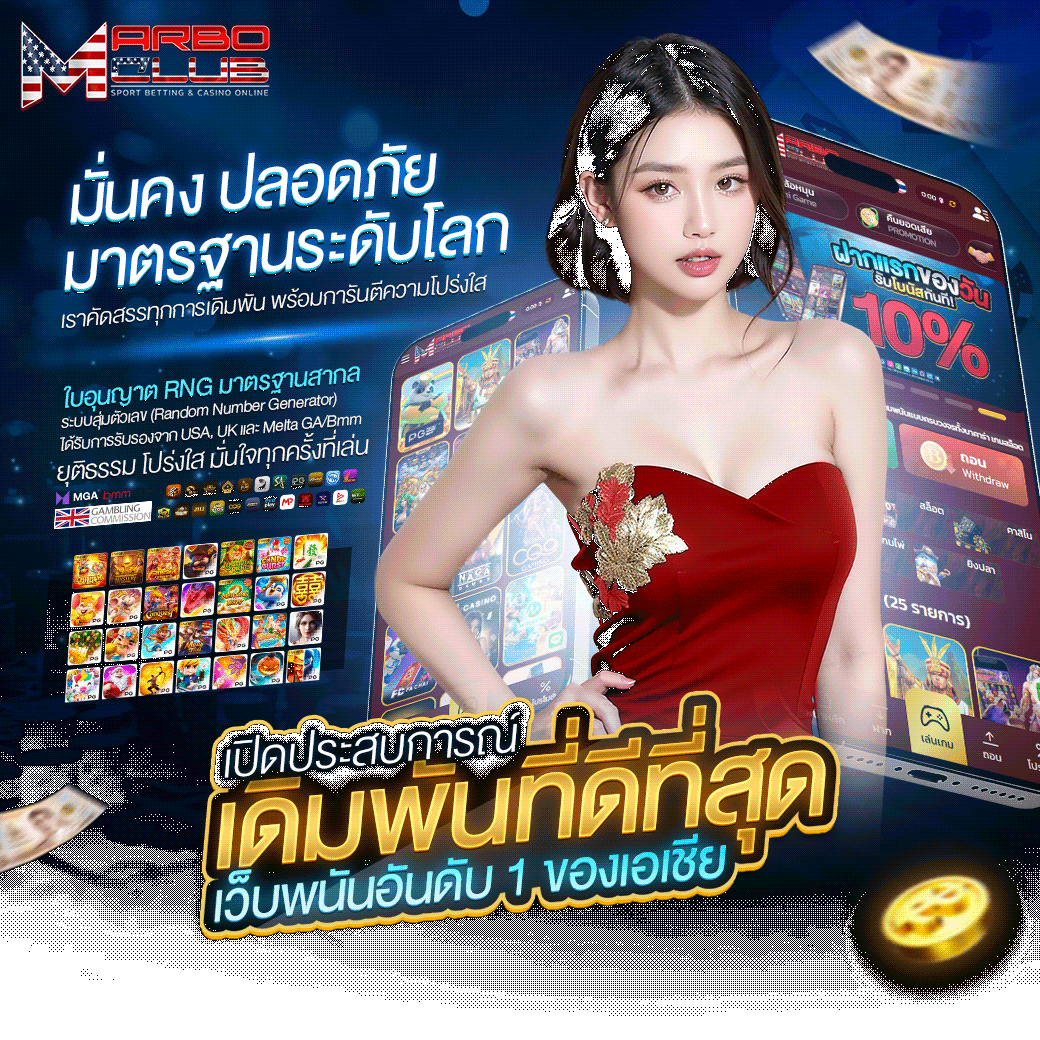 MARBO
CLUB
SPORT BETTING & CASINO ONLINE
มั่นคง ปลอดภัย
มาตรฐานระดับโลก
เราคัดสรรทุกการเดิมพัน พร้อมการันตีความโปร่งใส
ใบอนุญาต RNG มาตรฐานสากล
ระบบสุ่มตัวเลข (Random Number Generator)
ได้รับการรับรองจาก USA, UK และ Melta GA/Bmm
ยุติธรรม โปร่งใส มั่นใจทุกครั้งที่เล่น
MGA bmm
GAMBLING
COMMISSION
คืนยอดเสีย
PROMOTION
ฝากแรกของวัน
รับโบนัสทันที!
10%
ถอน
Withdraw
สล็อต
คาสิโน
ยิงปลา
(25 รายการ)
เล่นเกม
ถอน
NAGA
CASINO
CQ9
เปิดประสบการณ์
เดิมพันที่ดีที่สุด
เว็บพนันอันดับ 1 ของเอเชีย